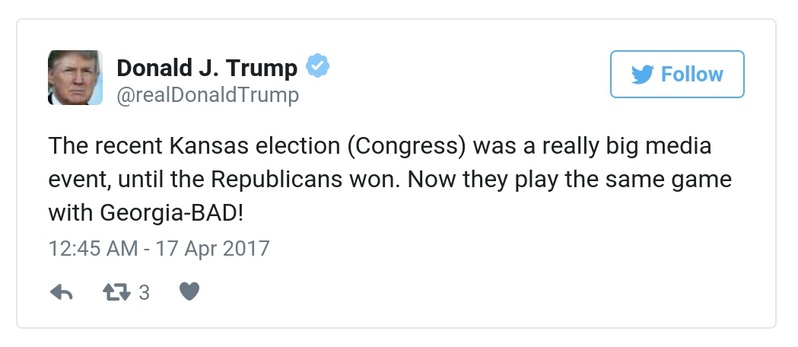 Donald J. Trump
@realDonaldTrump
Follow
The recent Kansas election (Congress) was a really big media
event, until the Republicans won. Now they play the same game
with Georgia-BAD!
12:45 AM - 17 Apr 2017
3